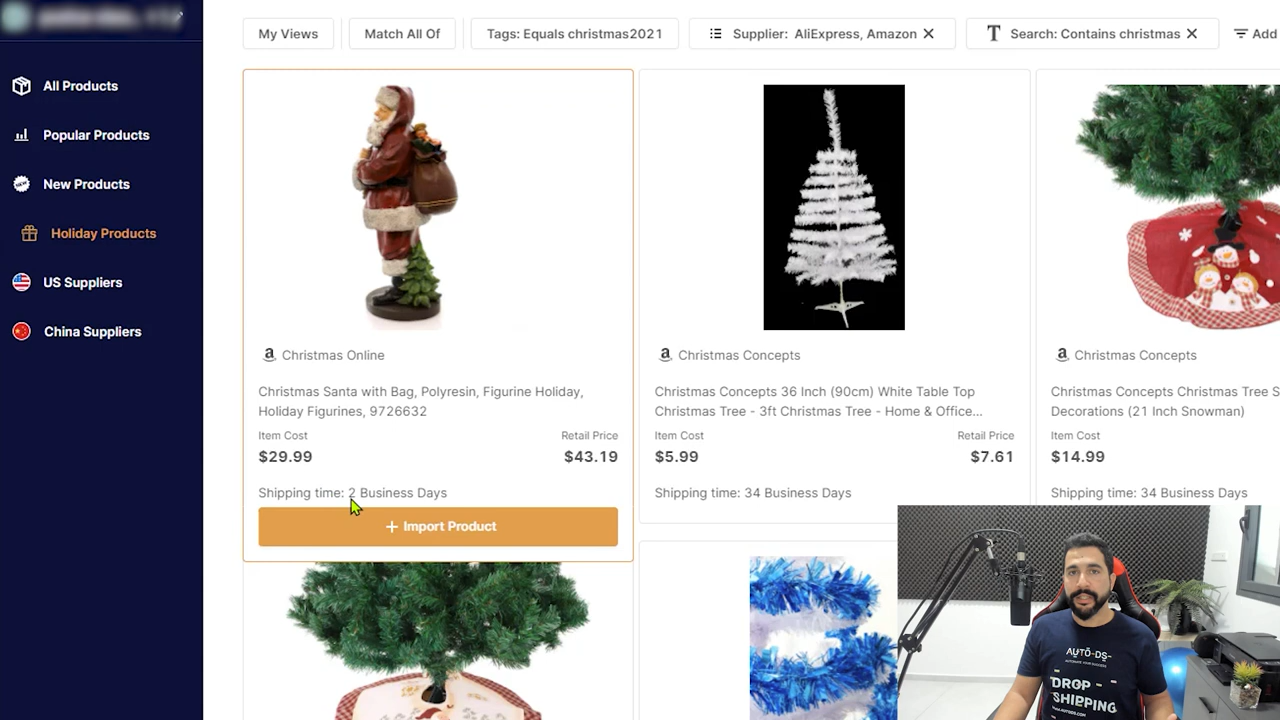 My Views
Match All Of
Tags: Equals christmas2021
Supplier: AliExpress, Amazon
Search: Contains christmas
Add
All Products
Popular Products
New Products
Holiday Products
US Suppliers
China Suppliers
Christmas Online
Christmas Santa with Bag, Polyresin, Figurine Holiday,
Holiday Figurines, 9726632
Item Cost
Retail Price
$29.99
$43.19
Shipping time: 2 Business Days
+ Import Product
Christmas Concepts
Christmas Concepts 36 Inch (90cm) White Table Top
Christmas Tree - 3ft Christmas Tree - Home & Office...
Item Cost
Retail Price
$5.99
$7.61
Shipping time: 34 Business Days
Christmas Concepts
Christmas Concepts Christmas Tree S
Decorations (21 Inch Snowman)
Item Cost
$14.99
Shipping time: 34 Business Days
AUTO-DS
AUTOMATE YOUR SUCCESS
DROP
SHIPPING